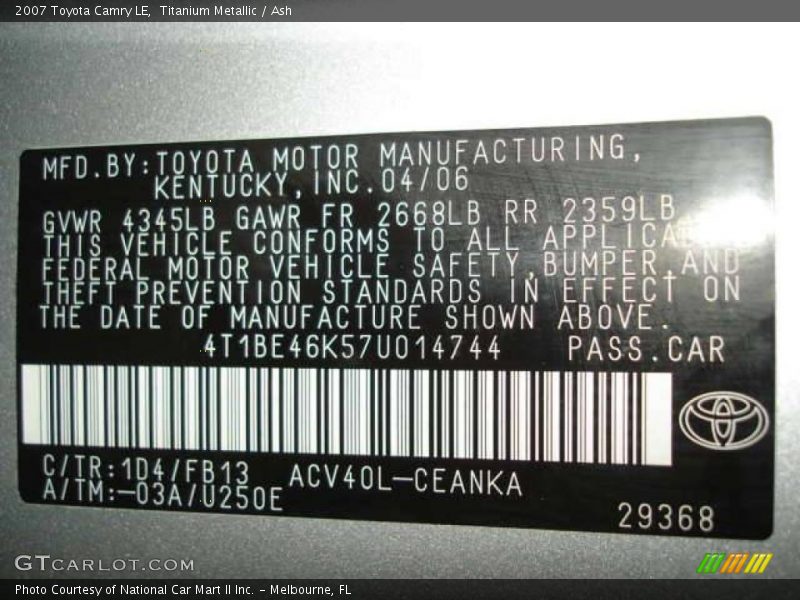 2007 Toyota Camry LE, Titanium Metallic / Ash
MFD.BY:TOYOTA MOTOR MANUFACTURING,
KENTUCKY,INC.04/06
GVWR 4345LB GAWR FR 2668LB RR 2359LB
THIS VEHICLE CONFORMS TO ALL
FEDERAL MOTOR VEHICLE SAFETY,BUMPER,AND
THEFT PREVENTION STANDARDS IN EFFECT ON
THE DATE OF MANUFACTURE SHOWN ABOVE.
4T1BE46K57U014744 PASS.CAR
C/TR:1D4/FB13 ACV40L-CEANKA
A/TM:-03A/U250E
29368
GTCARLOT.COM
Photo Courtesy of National Car Mart II Inc. - Melbourne, FL